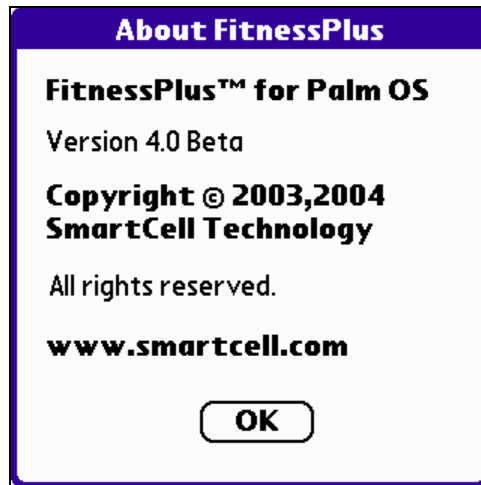 About FitnessPlus
FitnessPlus™ for Palm OS
Version 4.0 Beta
Copyright © 2003,2004
SmartCell Technology
All rights reserved.
www.smartcell.com
OK